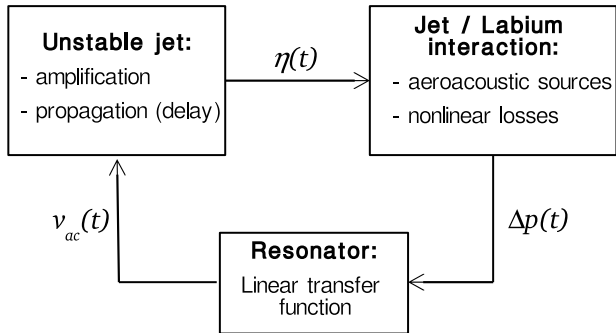 Unstable jet:
- amplification
- propagation (delay)
η(t)
Jet / Labium
interaction:
- aeroacoustic sources
- nonlinear losses
v_ac(t)
Δp(t)
Resonator:
Linear transfer
function